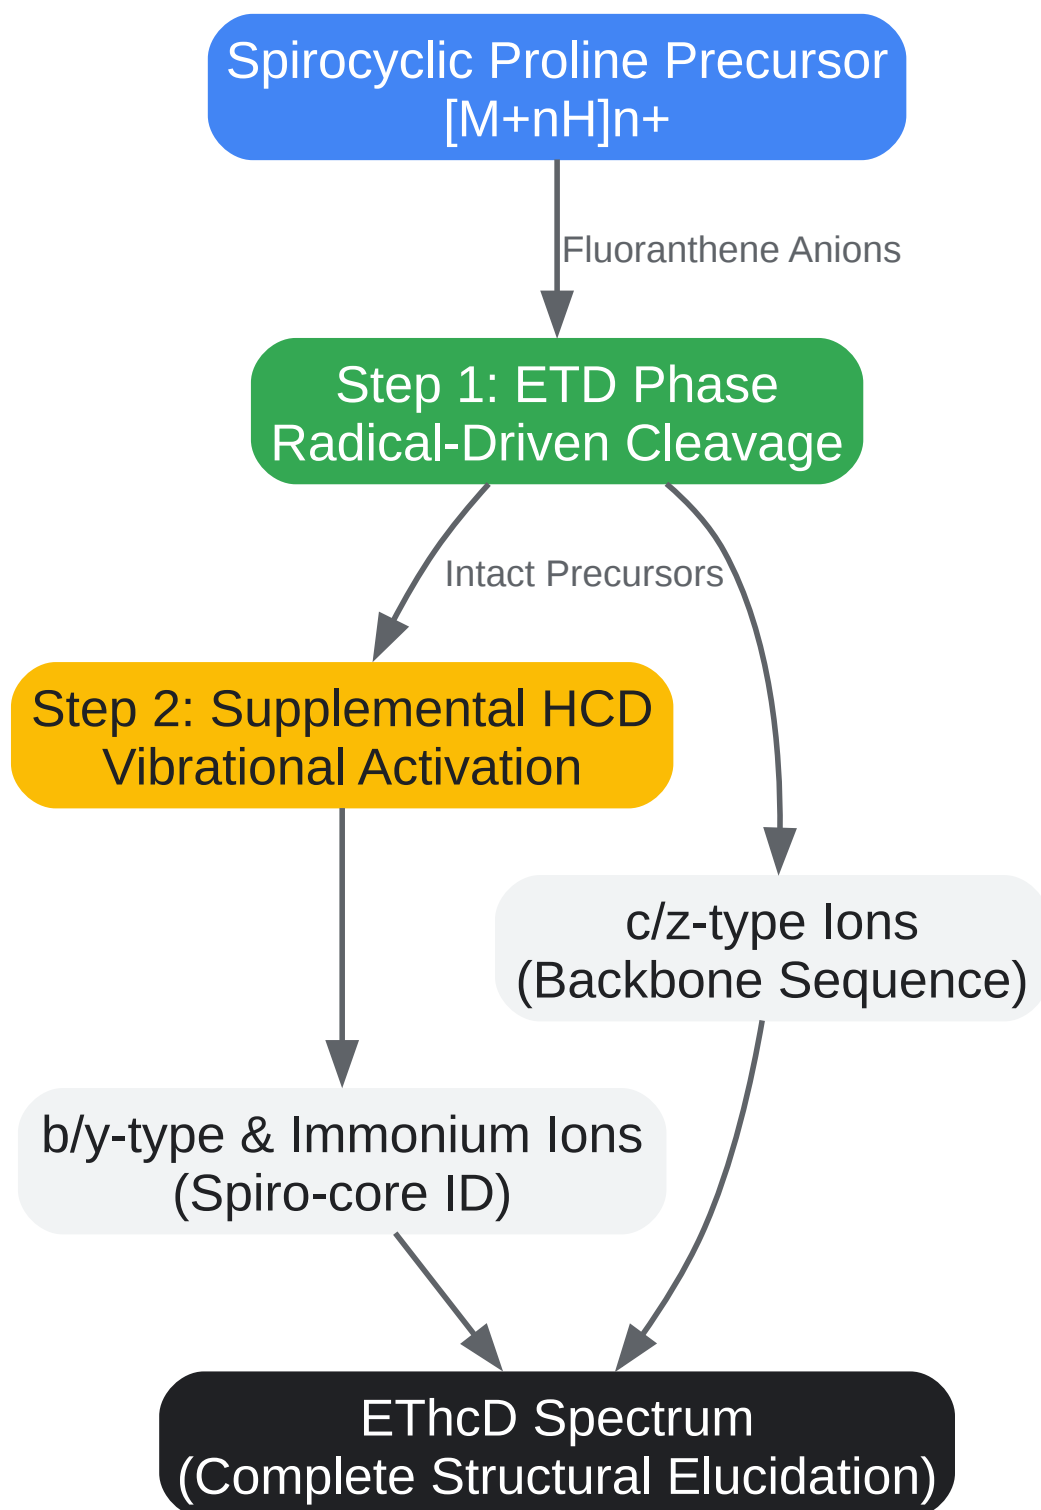 Spirocyclic Proline Precursor
[M+nH]n+
Fluoranthene Anions
Step 1: ETD Phase
Radical-Driven Cleavage
Intact Precursors
Step 2: Supplemental HCD
Vibrational Activation
c/z-type Ions
(Backbone Sequence)
b/y-type & Immonium Ions
(Spiro-core ID)
EThcD Spectrum
(Complete Structural Elucidation)